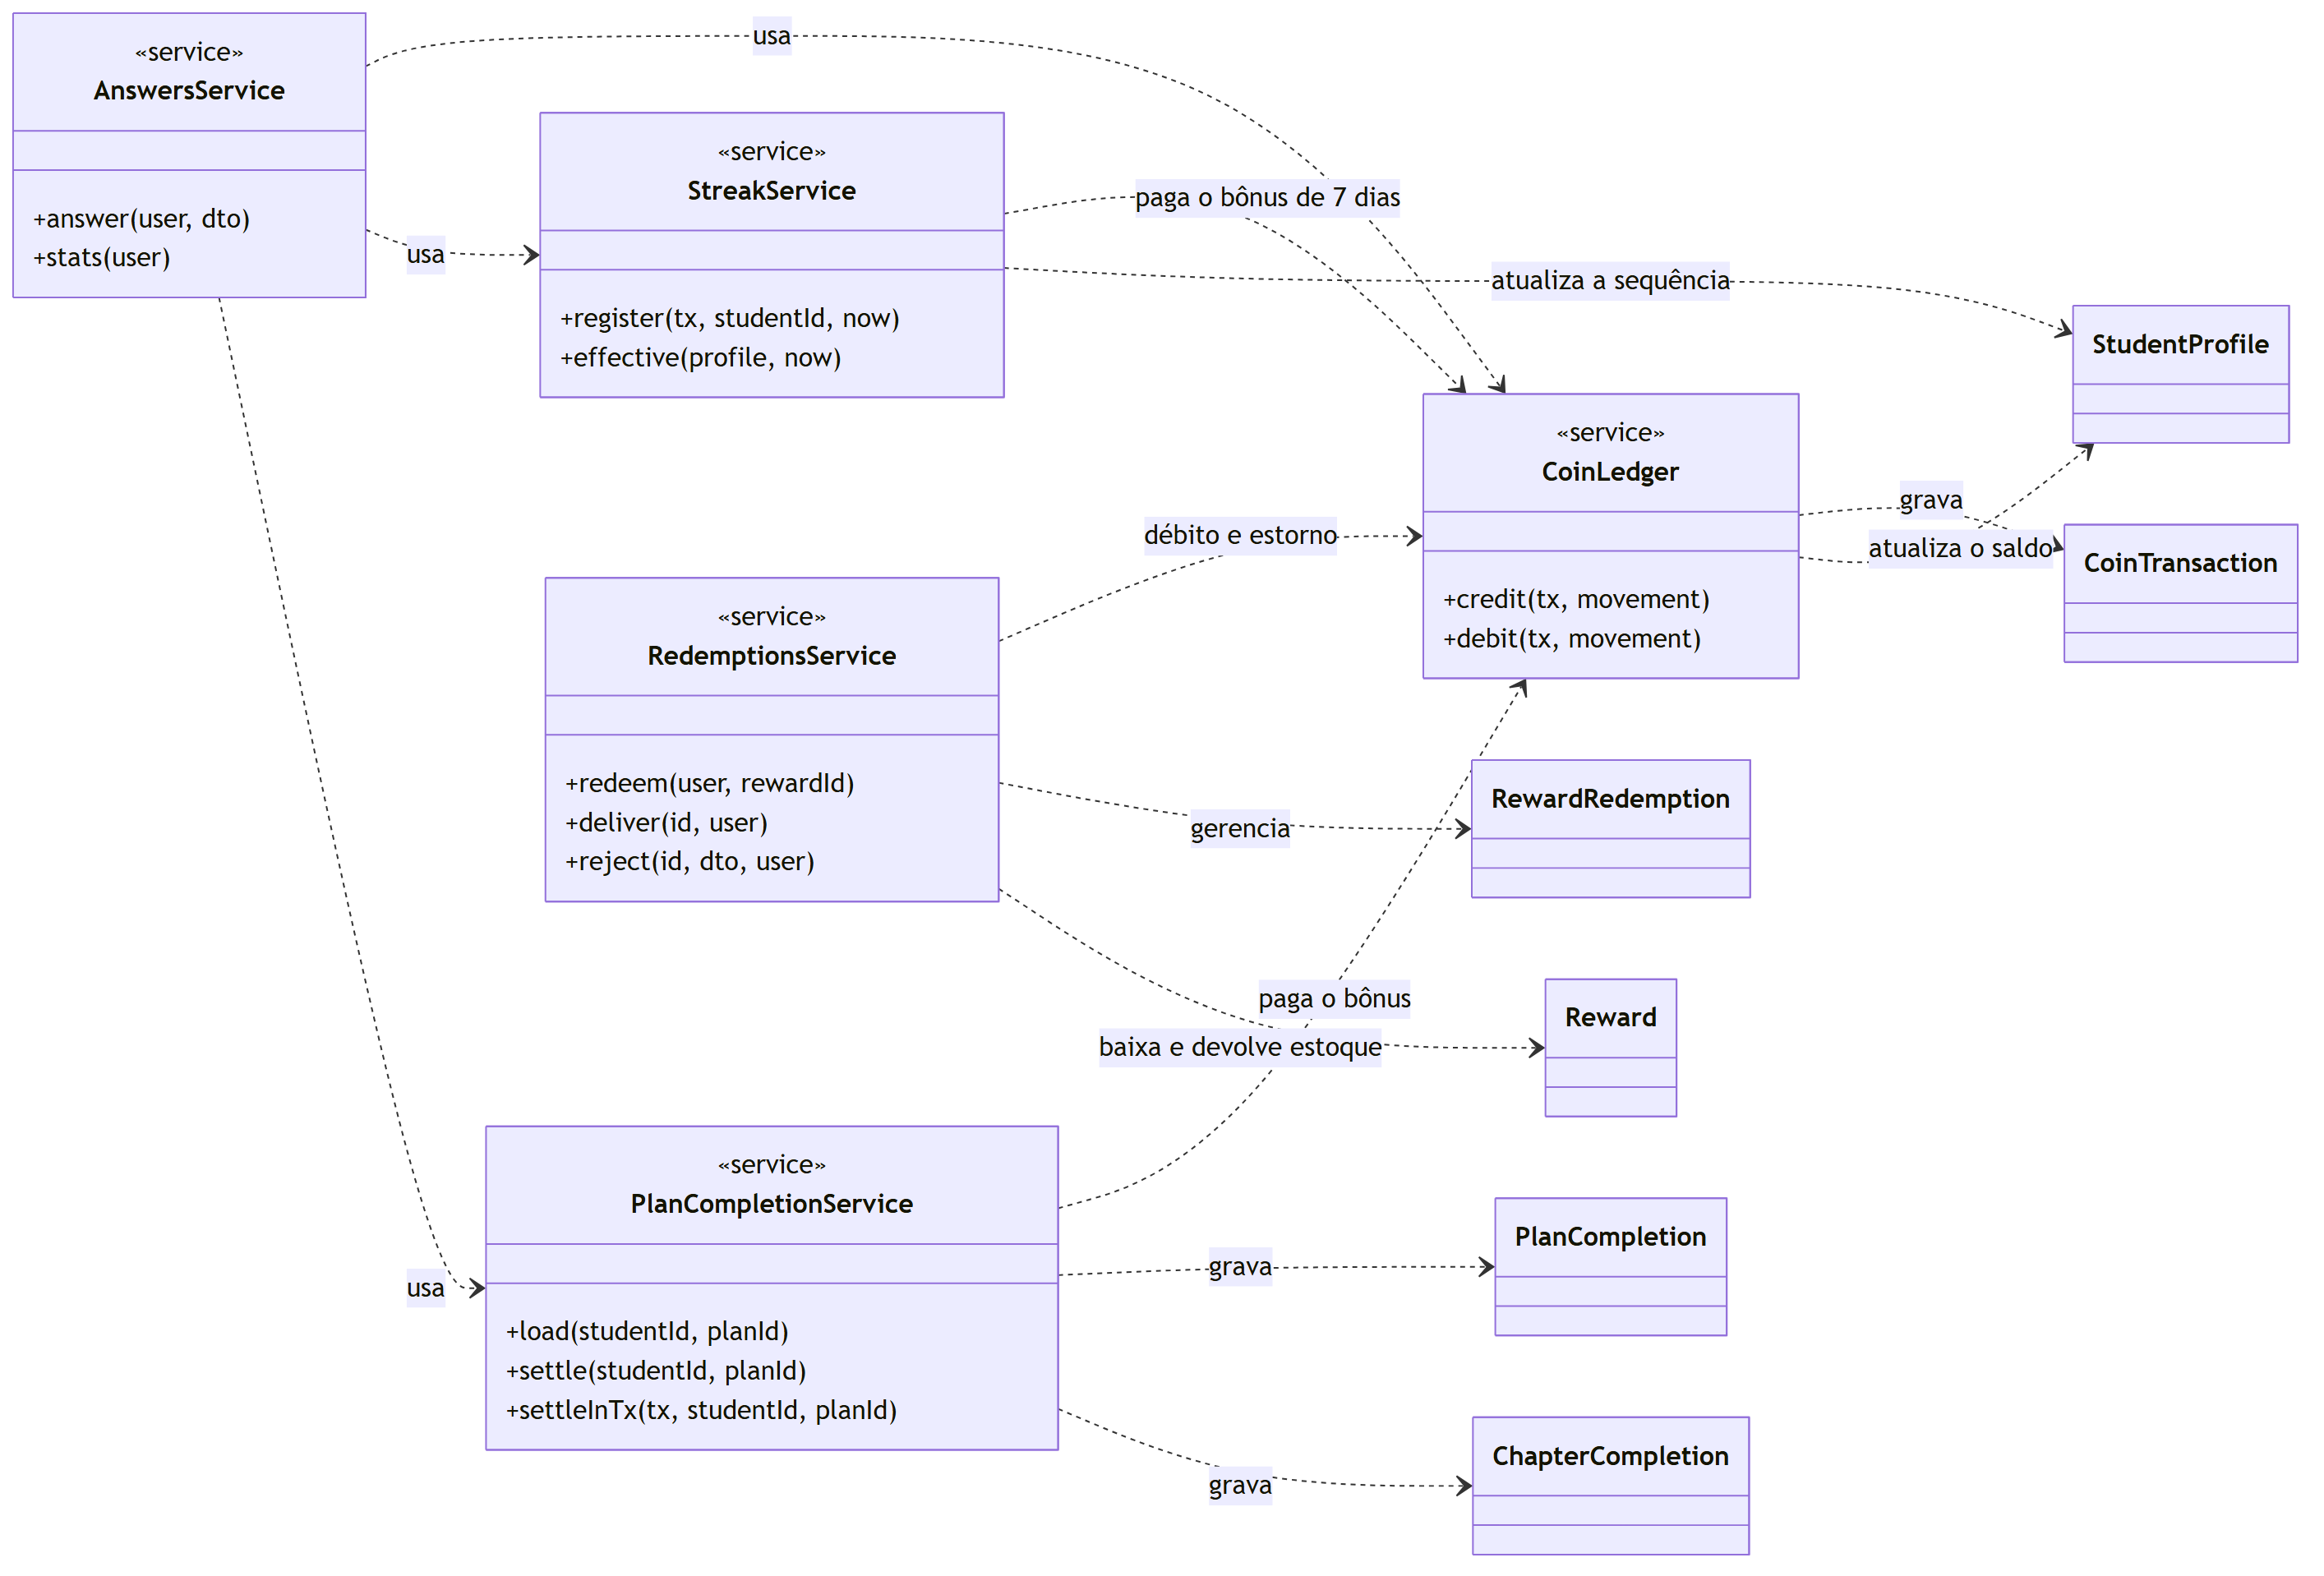 «service»
AnswersService
+answer(user, dto)
+stats(user)
usa
usa
usa
«service»
StreakService
+register(tx, studentId, now)
+effective(profile, now)
paga o bônus de 7 dias
atualiza a sequência
StudentProfile
«service»
CoinLedger
+credit(tx, movement)
+debit(tx, movement)
grava
atualiza o saldo
CoinTransaction
«service»
RedemptionsService
+redeem(user, rewardId)
+deliver(id, user)
+reject(id, dto, user)
débito e estorno
gerencia
baixa e devolve estoque
RewardRedemption
Reward
«service»
PlanCompletionService
+load(studentId, planId)
+settle(studentId, planId)
+settleInTx(tx, studentId, planId)
paga o bônus
grava
grava
PlanCompletion
ChapterCompletion